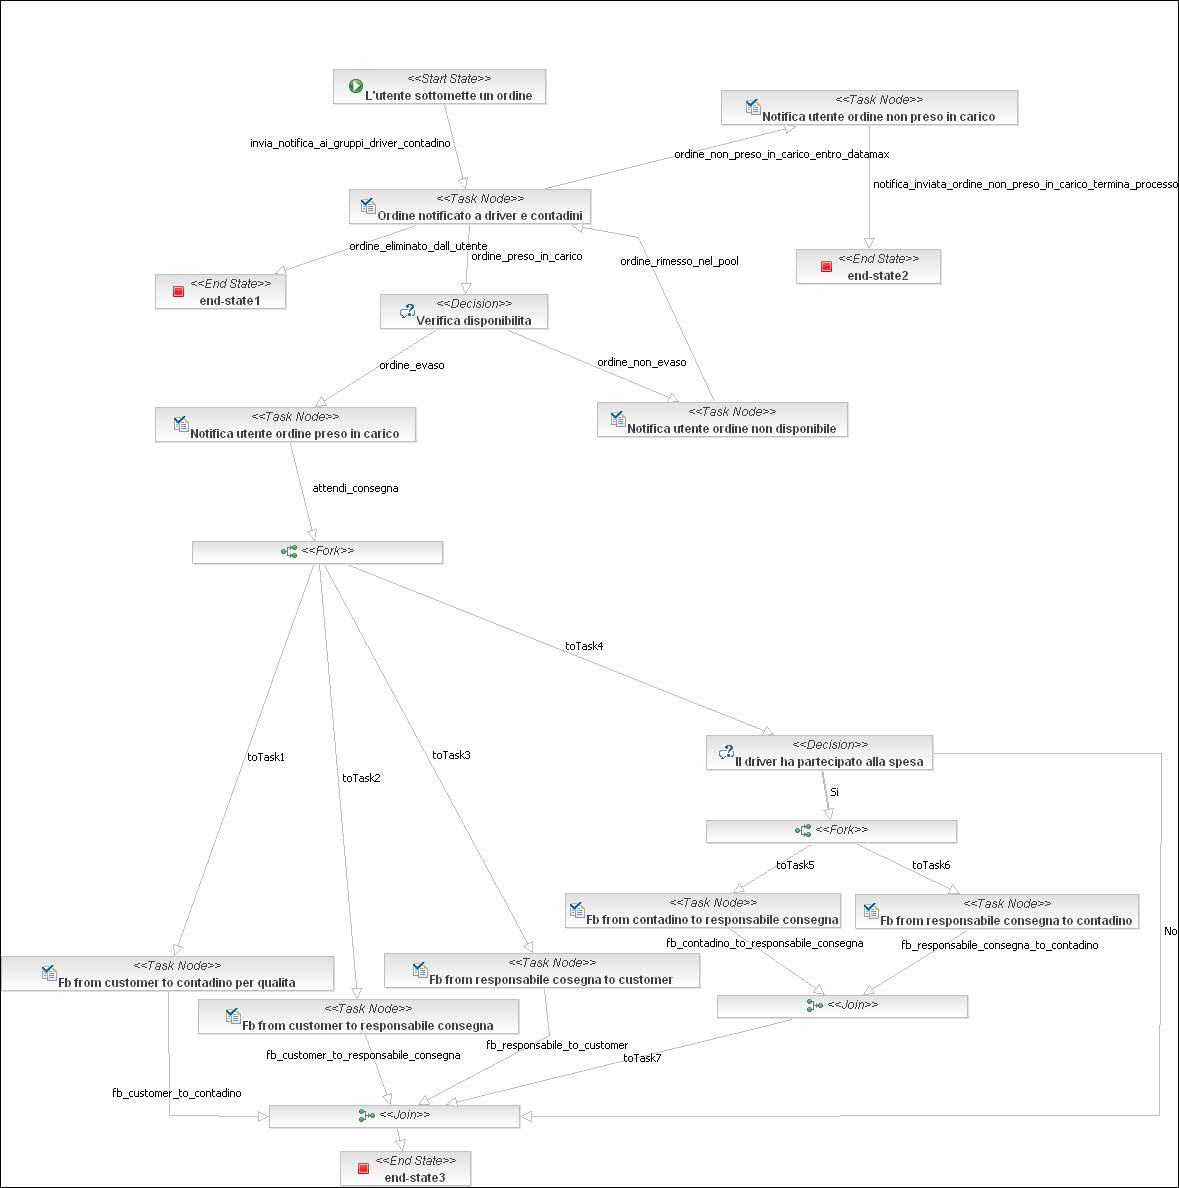 <<Start State>>
L'utente sottomette un ordine
<<Task Node>>
Notifica utente ordine non preso in carico
invia_notifica_ai_gruppi_driver_contadino
ordine_non_preso_in_carico_entro_datamax
notifica_inviata_ordine_non_preso_in_carico_termina_processo
<<Task Node>>
Ordine notificato a driver e contadini
ordine_eliminato_dall_utente
ordine_preso_in_carico
ordine_rimesso_nel_pool
<<End State>>
end-state2
<<End State>>
end-state1
<<Decision>>
Verifica disponibilita
ordine_evaso
ordine_non_evaso
<<Task Node>>
Notifica utente ordine preso in carico
<<Task Node>>
Notifica utente ordine non disponibile
attendi_consegna
<<Fork>>
toTask4
toTask1
toTask2
toTask3
<<Decision>>
Il driver ha partecipato alla spesa
Si
<<Fork>>
toTask5
toTask6
<<Task Node>>
Fb from contadino to responsabile consegna
<<Task Node>>
Fb from responsabile consegna to contadino
No
fb_contadino_to_responsabile_consegna
fb_responsabile_consegna_to_contadino
<<Task Node>>
Fb from customer to contadino per qualita
<<Task Node>>
Fb from responsabile cosegna to customer
<<Task Node>>
Fb from customer to responsabile consegna
<<Join>>
fb_customer_to_responsabile_consegna
fb_responsabile_to_customer
toTask7
fb_customer_to_contadino
<<Join>>
<<End State>>
end-state3